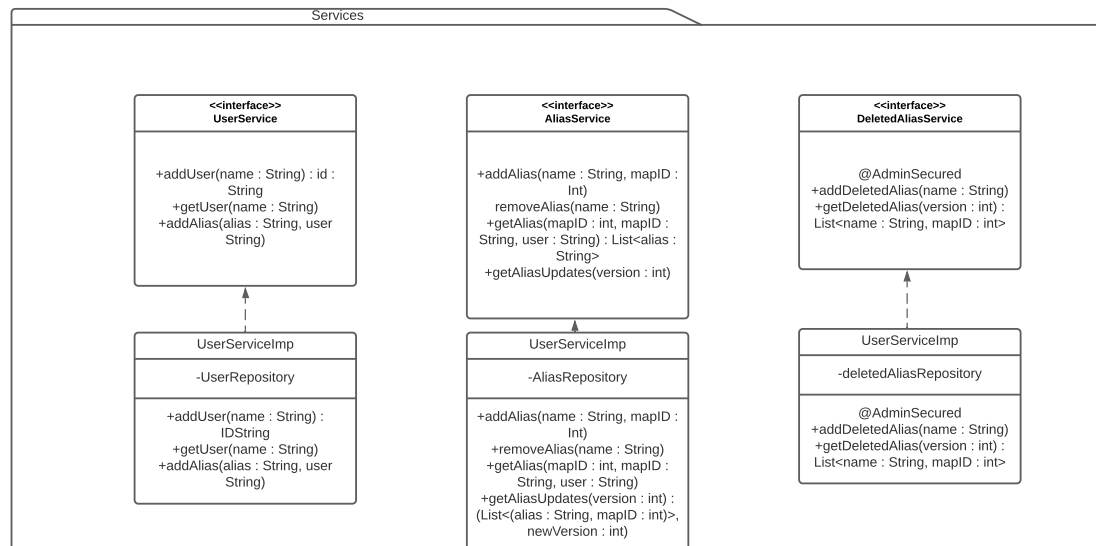 Services
<<interface>>
UserService
+addUser(name : String) : id :
String
+getUser(name : String)
+addAlias(alias : String, user
String)
UserServiceImp
-UserRepository
+addUser(name : String) :
IDString
+getUser(name : String)
+addAlias(alias : String, user
String)
<<interface>>
AliasService
+addAlias(name : String, mapID :
Int)
removeAlias(name : String)
+getAlias(mapID : int, mapID :
String, user : String) : List<alias :
String>
+getAliasUpdates(version : int)
UserServiceImp
-AliasRepository
+addAlias(name : String, mapID :
Int)
+removeAlias(name : String)
+getAlias(mapID : int, mapID :
String, user : String)
+getAliasUpdates(version : int) :
(List<(alias : String, mapID : int)>,
newVersion : int)
<<interface>>
DeletedAliasService
@AdminSecured
+addDeletedAlias(name : String)
+getDeletedAlias(version : int) :
List<name : String, mapID : int>
UserServiceImp
-deletedAliasRepository
@AdminSecured
+addDeletedAlias(name : String)
+getDeletedAlias(version : int) :
List<name : String, mapID : int>